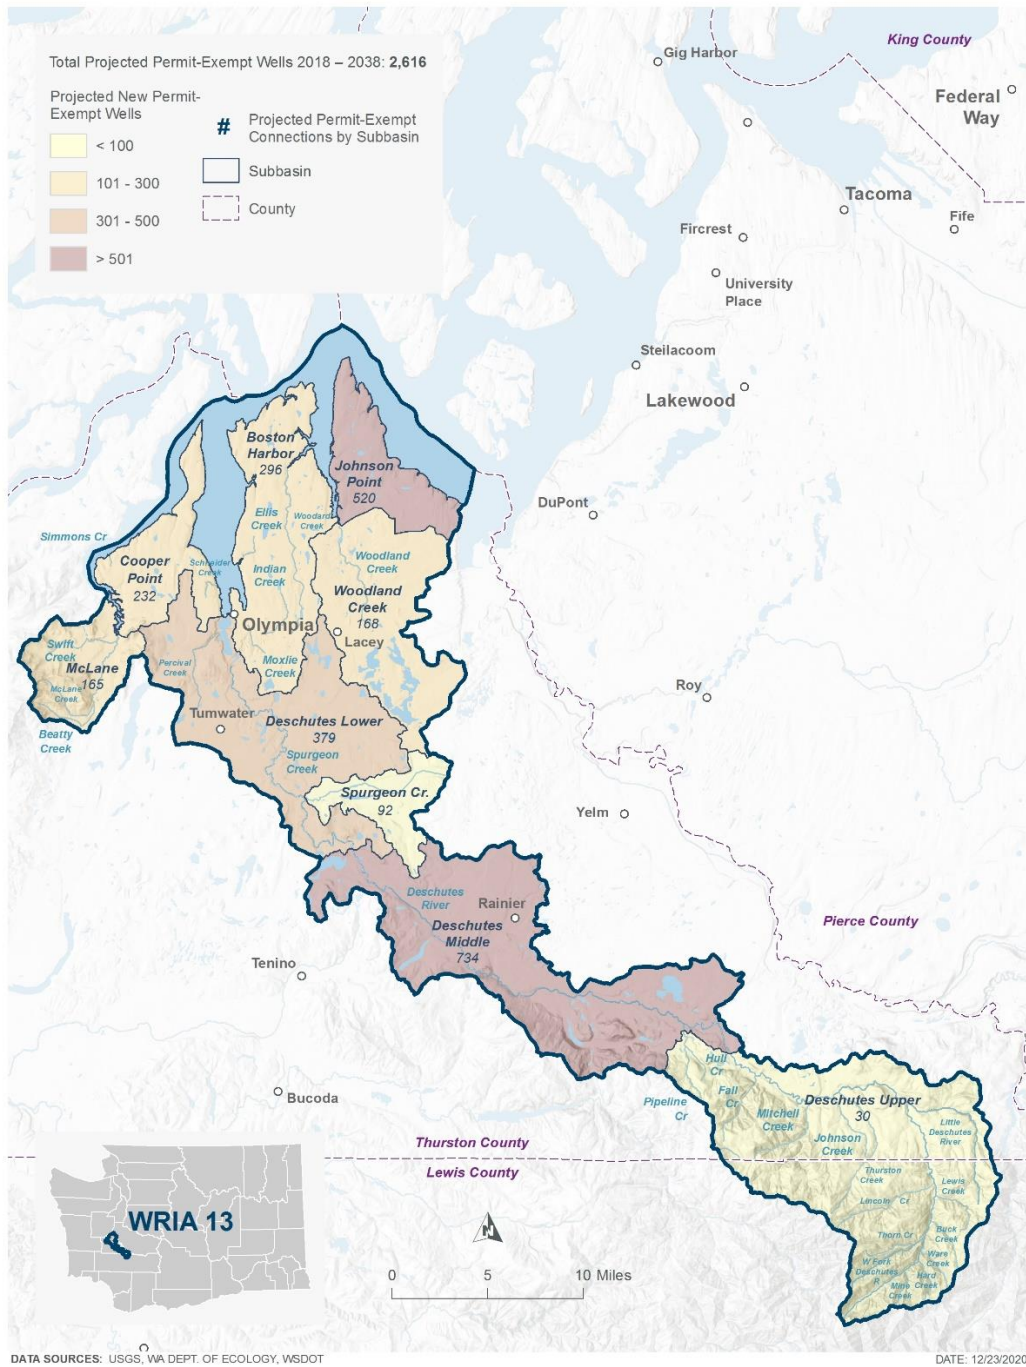 Total Projected Permit-Exempt Wells 2018 – 2038: 2,616
Projected New Permit-
Exempt Wells
< 100
101 - 300
301 - 500
> 501
# Projected Permit-Exempt
Connections by Subbasin
Subbasin
County
Gig Harbor
King County
Federal
Way
Tacoma
Fife
Fircrest
University
Place
Steilacoom
Lakewood
DuPont
Boston
Harbor
296
Johnson
Point
520
Ellis
Creek
Woodard
Creek
Simmons Cr
Cooper
Point
232
Schneider
Creek
Indian
Creek
Woodland
Creek
Woodland
Creek
168
Olympia
Lacey
Swift
Creek
McLane
165
McLane
Creek
Beatty
Creek
Percival
Creek
Moxlie
Creek
Tumwater
Deschutes Lower
379
Spurgeon
Creek
Spurgeon Cr.
92
Roy
Yelm
Deschutes
River
Rainier
Deschutes
Middle
734
Pierce County
Tenino
Bucoda
Hull
Cr
Fall
Cr
Pipeline
Cr
Mitchell
Creek
Deschutes Upper
30
Johnson
Creek
Little
Deschutes
River
Thurston County
Lewis County
Thurston
Creek
Lincoln Cr
Lewis
Creek
Thorn Cr
Buck
Creek
Ware
Creek
W Fork
Deschutes
R
Hard
Creek
Mine
Creek
WRIA 13
N
0 5 10 Miles
DATA SOURCES: USGS, WA DEPT. OF ECOLOGY, WSDOT
DATE: 12/23/2020